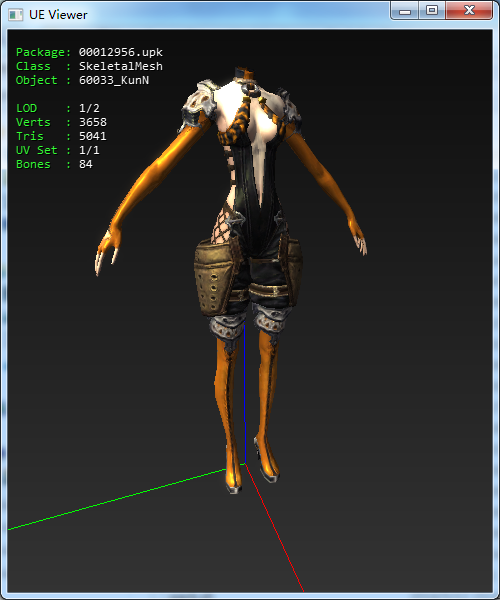 UE Viewer
Package: 00012956.upk
Class : SkeletalMesh
Object : 60033_KunN
LOD : 1/2
Verts : 3658
Tris : 5041
UV Set : 1/1
Bones : 84